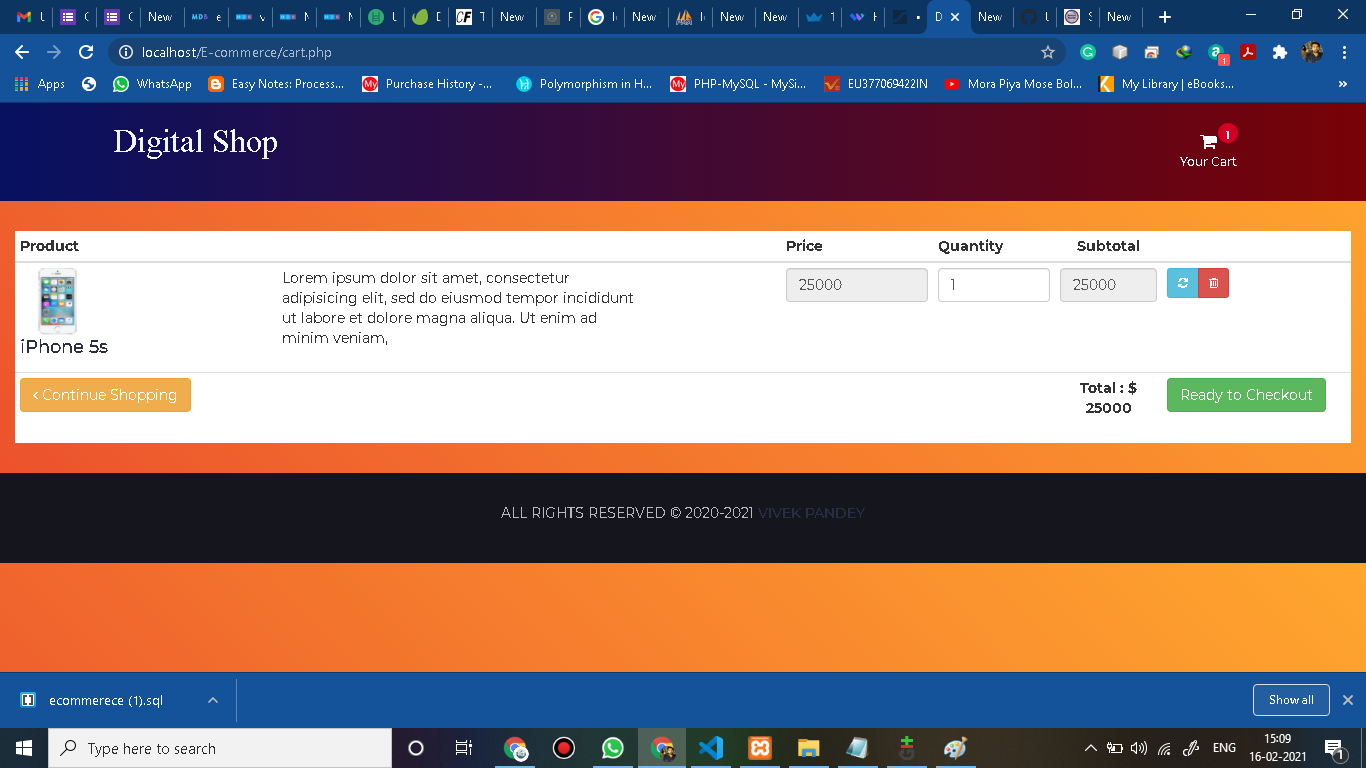 New
New
New
New
New
New
New
New
localhost/E-commerce/cart.php
1
Apps
WhatsApp
Easy Notes: Process...
Purchase History -...
Polymorphism in H...
PHP-MySQL - MySi...
EU377069422IN
Mora Piya Mose Bol...
My Library | eBooks...
»
Digital Shop
1
Your Cart
Product Price Quantity Subtotal
25000 1 25000
Lorem ipsum dolor sit amet, consectetur
adipisicing elit, sed do eiusmod tempor incididunt
ut labore et dolore magna aliqua. Ut enim ad
minim veniam,
iPhone 5s
Continue Shopping
Total : $
25000
Ready to Checkout
ALL RIGHTS RESERVED © 2020-2021 VIVEK PANDEY
ecommerece (1).sql
Show all
Type here to search
ENG
15:09
16-02-2021
1